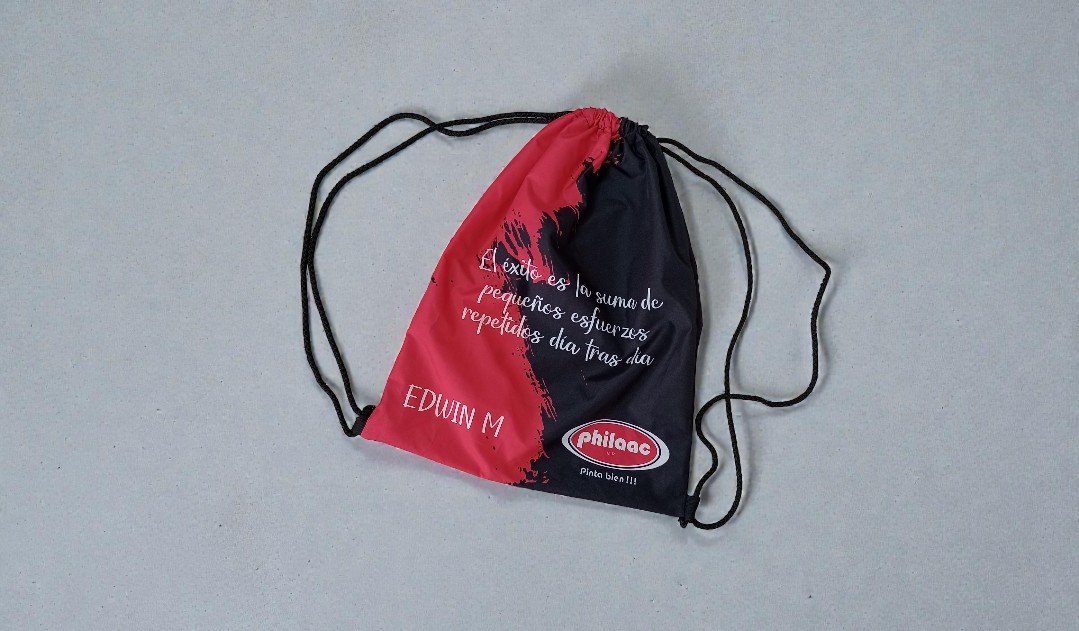 El éxito es la suma de
pequeños esfuerzos
repetidos día tras día
EDWIN M
philaac
Pinta bien!!!